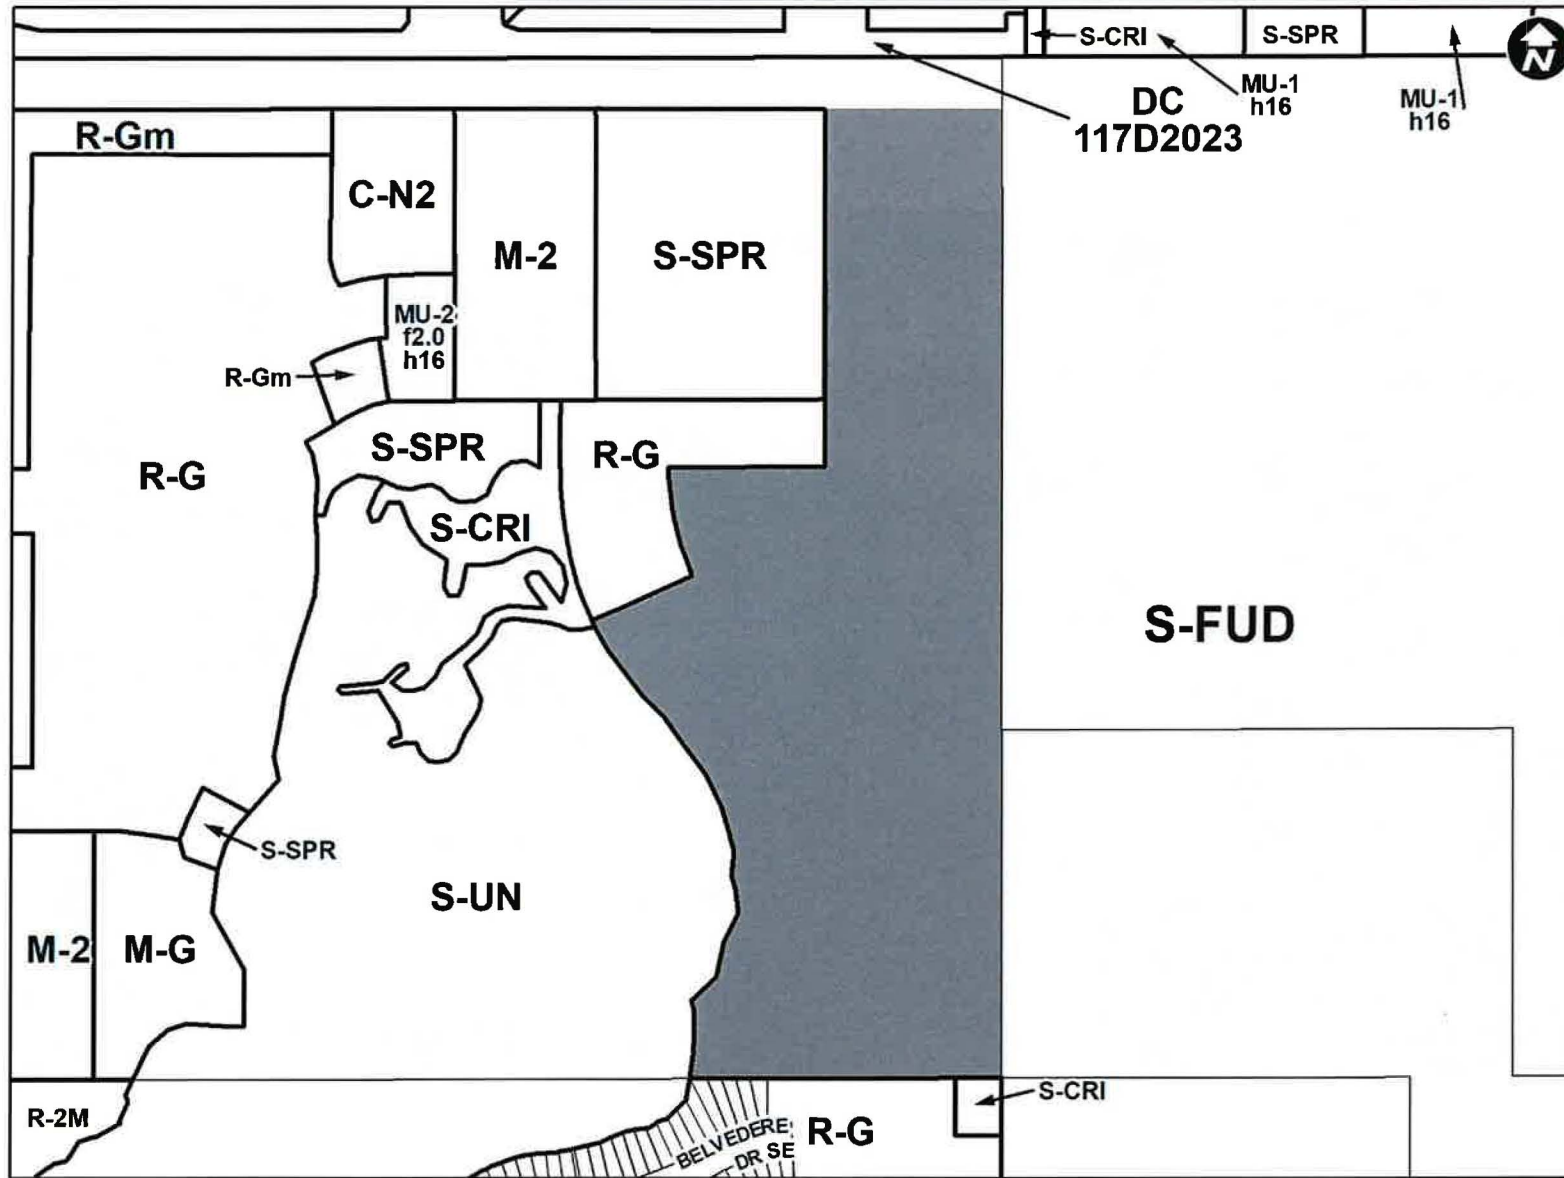 S-CRI
S-SPR
N
MU-1
h16
MU-1
h16
DC
117D2023
R-Gm
C-N2
M-2
S-SPR
MU-2
f2.0
h16
R-Gm
S-SPR
R-G
R-G
S-CRI
S-FUD
S-SPR
S-UN
M-2
M-G
S-CRI
R-2M
BELVEDERE
DR SE
R-G